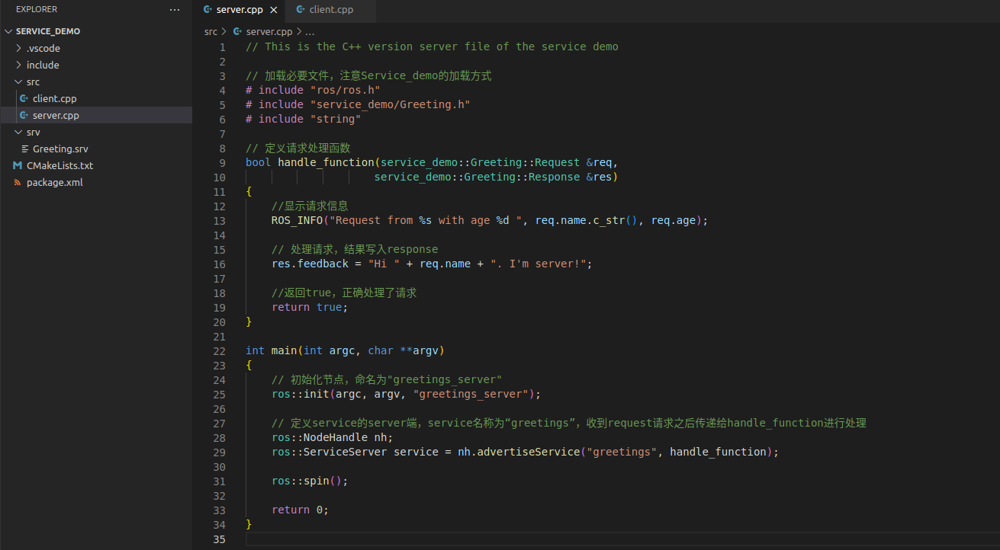 EXPLORER
···
server.cpp
client.cpp
SERVICE_DEMO
.vscode
include
src
client.cpp
server.cpp
srv
Greeting.srv
CMakeLists.txt
package.xml
src > server.cpp > ...
1 // This is the C++ version server file of the service demo
2
3 // 加载必要文件，注意Service_demo的加载方式
4 # include "ros/ros.h"
5 # include "service_demo/Greeting.h"
6 # include "string"
7
8 // 定义请求处理函数
9 bool handle_function(service_demo::Greeting::Request &req,
10                     service_demo::Greeting::Response &res)
11 {
12     //显示请求信息
13     ROS_INFO("Request from %s with age %d ", req.name.c_str(), req.age);
14
15     // 处理请求，结果写入response
16     res.feedback = "Hi " + req.name + ". I'm server!";
17
18     //返回true，正确处理了请求
19     return true;
20 }
21
22 int main(int argc, char **argv)
23 {
24     // 初始化节点，命名为"greetings_server"
25     ros::init(argc, argv, "greetings_server");
26
27     // 定义service的server端，service名称为“greetings”，收到request请求之后传递给handle_function进行处理
28     ros::NodeHandle nh;
29     ros::ServiceServer service = nh.advertiseService("greetings", handle_function);
30
31     ros::spin();
32
33     return 0;
34 }
35